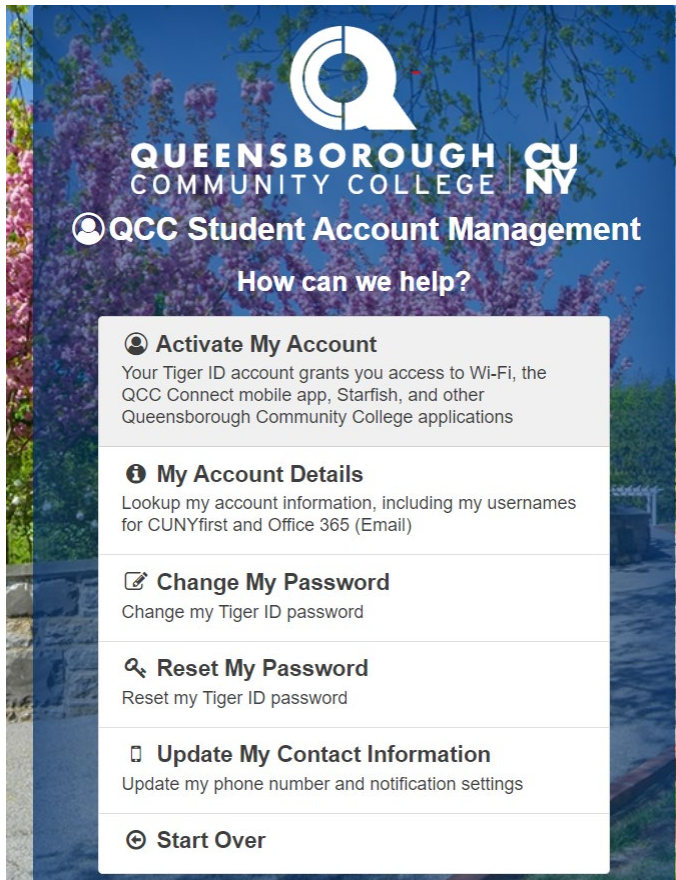 QUEENSBOROUGH
COMMUNITY COLLEGE
CU
NY
QCC Student Account Management
How can we help?
Activate My Account
Your Tiger ID account grants you access to Wi-Fi, the
QCC Connect mobile app, Starfish, and other
Queensborough Community College applications
My Account Details
Lookup my account information, including my usernames
for CUNYfirst and Office 365 (Email)
Change My Password
Change my Tiger ID password
Reset My Password
Reset my Tiger ID password
Update My Contact Information
Update my phone number and notification settings
Start Over